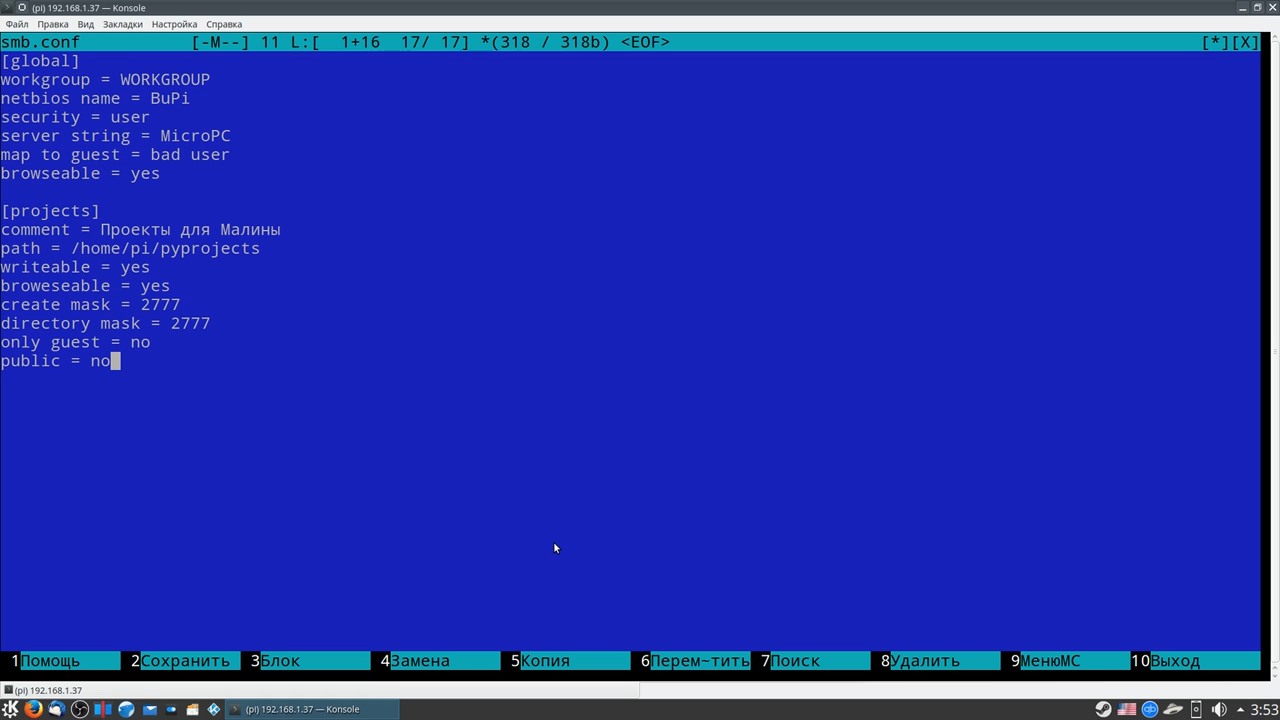 (pi) 192.168.1.37 — Konsole
Файл Правка Вид Закладки Настройка Справка
smb.conf [-M--] 11 L:[ 1+16 17/ 17] *(318 / 318b) <EOF> [*][X]
[global]
workgroup = WORKGROUP
netbios name = BuPi
security = user
server string = MicroPC
map to guest = bad user
browseable = yes
[projects]
comment = Проекты для Малины
path = /home/pi/pyprojects
writeable = yes
broweseable = yes
create mask = 2777
directory mask = 2777
only guest = no
public = no
1Помощь 2Сохранить 3Блок 4Замена 5Копия 6Перем~тить 7Поиск 8Удалить 9МенюМС 10Выход
(pi) 192.168.1.37
(pi) 192.168.1.37 — Konsole 3:53